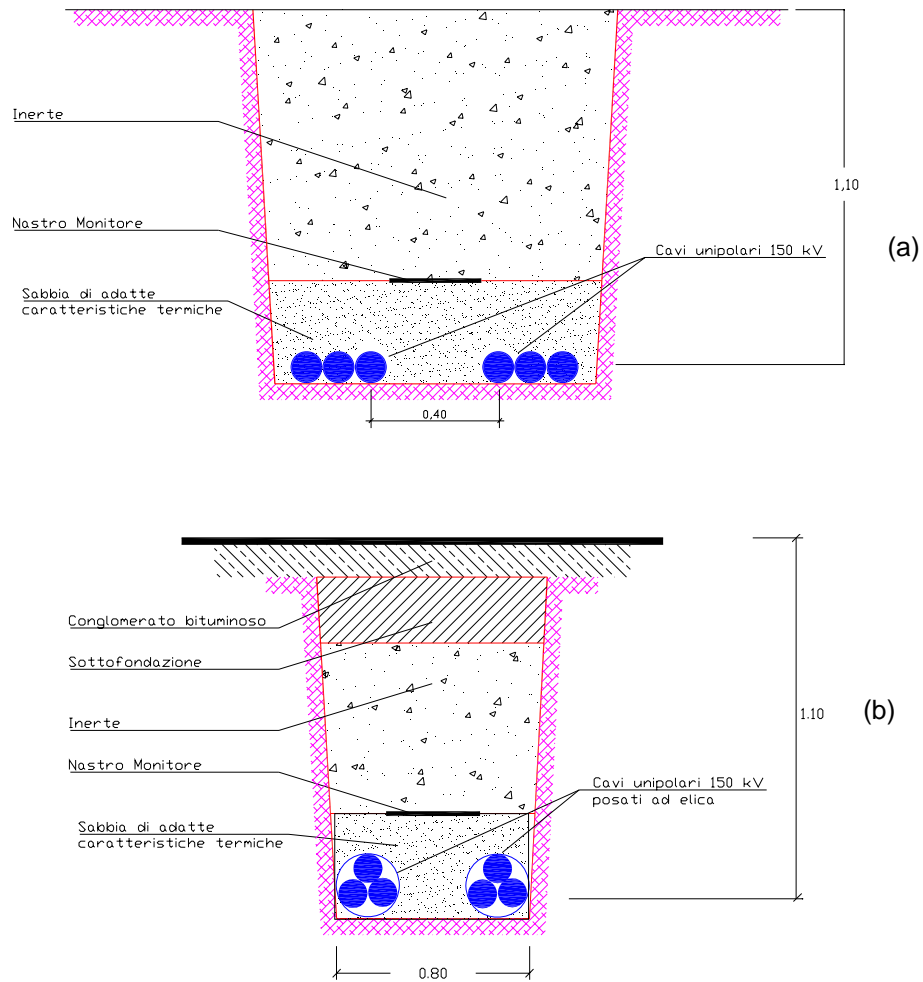 Inerte
1,10
(a)
Nastro Monitore
Cavi unipolari 150 kV
Sabbia di adatte
caratteristiche termiche
0,40
Conglomerato bituminoso
Sottofondazione
1.10
(b)
Inerte
Nastro Monitore
Cavi unipolari 150 kV
posati ad elica
Sabbia di adatte
caratteristiche termiche
0.80